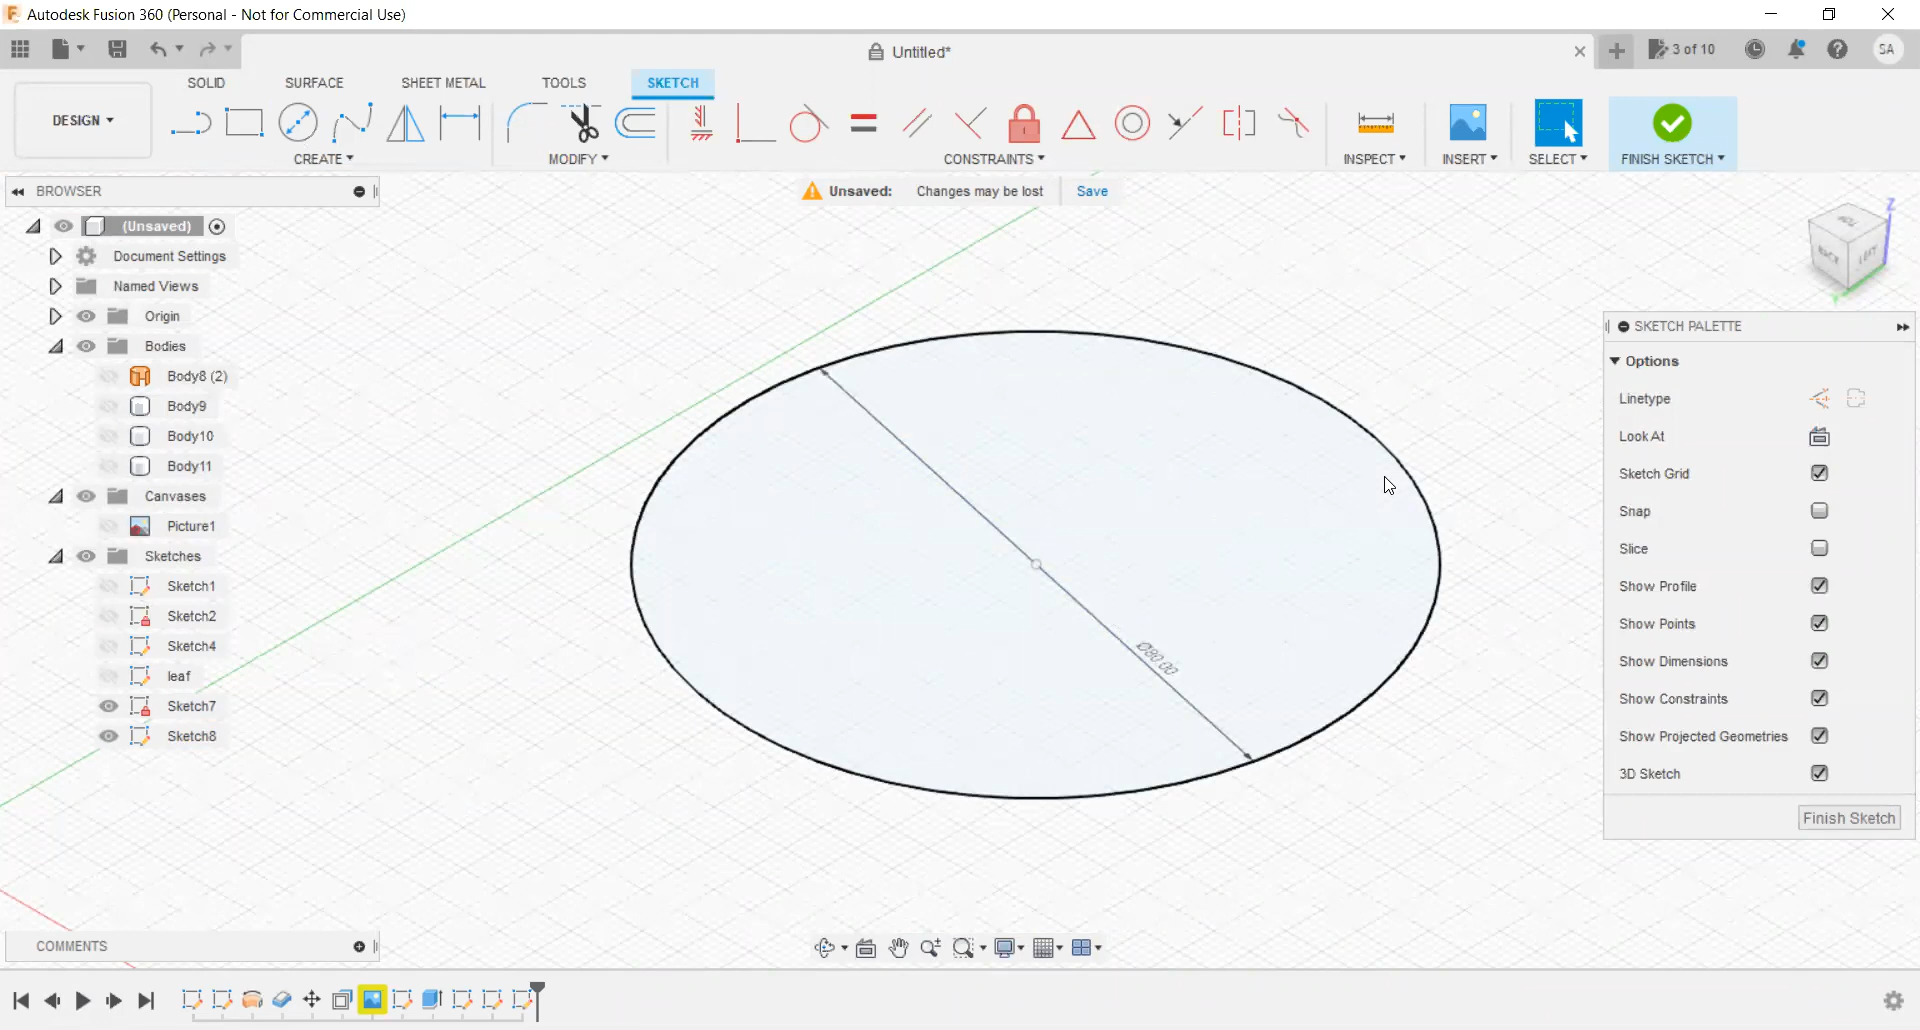 Autodesk Fusion 360 (Personal - Not for Commercial Use)
Untitled*
3 of 10
SA
SOLID
SURFACE
SHEET METAL
TOOLS
SKETCH
DESIGN
CREATE
MODIFY
CONSTRAINTS
INSPECT
INSERT
SELECT
FINISH SKETCH
BROWSER
Unsaved: Changes may be lost
Save
(Unsaved)
Document Settings
Named Views
Origin
Bodies
Body8 (2)
Body9
Body10
Body11
Canvases
Picture1
Sketches
Sketch1
Sketch2
Sketch4
leaf
Sketch7
Sketch8
Ø80.00
Z
BACK
LEFT
SKETCH PALETTE
Options
Linetype
Look At
Sketch Grid
Snap
Slice
Show Profile
Show Points
Show Dimensions
Show Constraints
Show Projected Geometries
3D Sketch
Finish Sketch
COMMENTS